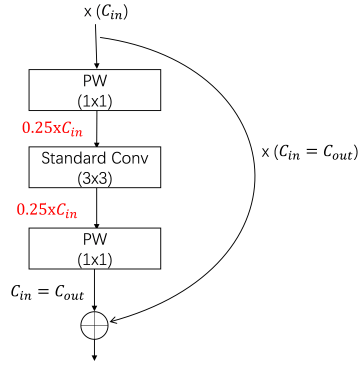 x (C_in)
PW
(1x1)
0.25xC_in
Standard Conv
(3x3)
0.25xC_in
PW
(1x1)
C_in = C_out
x (C_in = C_out)